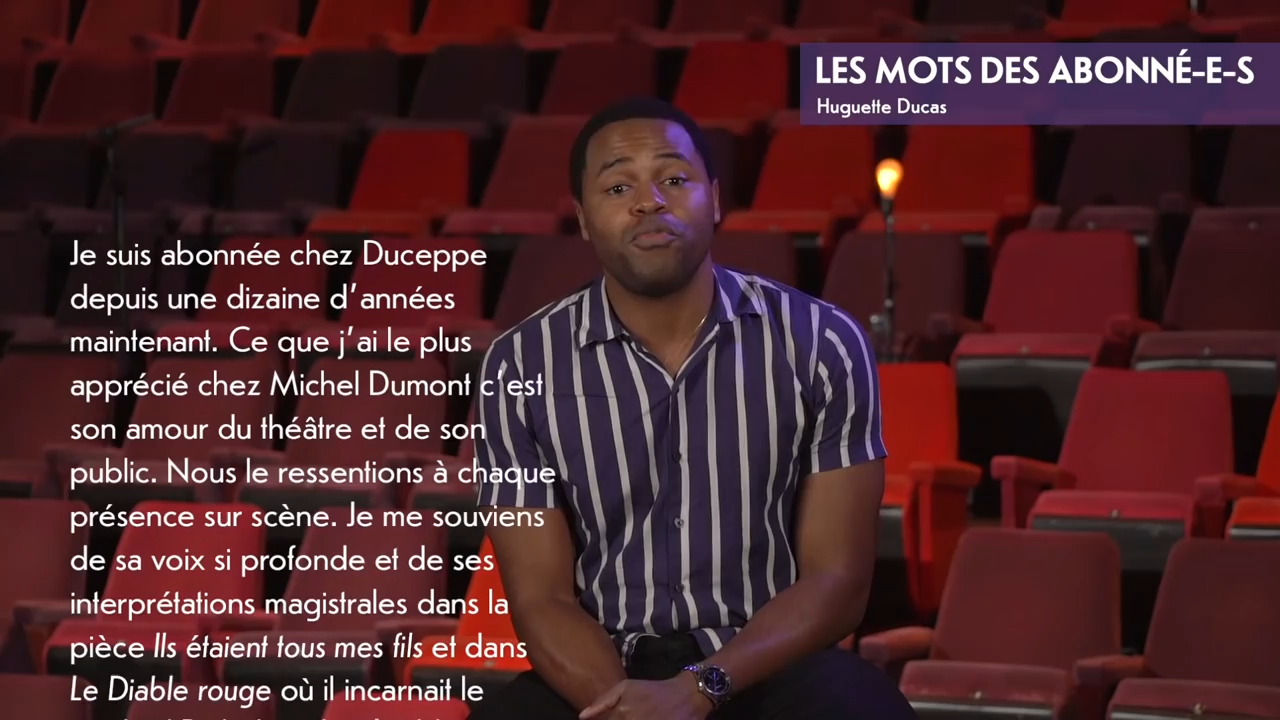 LES MOTS DES ABONNÉ-E-S
Huguette Ducas
Je suis abonnée chez Duceppe
depuis une dizaine d'années
maintenant. Ce que j'ai le plus
apprécié chez Michel Dumont c'est
son amour du théâtre et de son
public. Nous le ressentions à chaque
présence sur scène. Je me souviens
de sa voix si profonde et de ses
interprétations magistrales dans la
pièce Ils étaient tous mes fils et dans
Le Diable rouge où il incarnait le